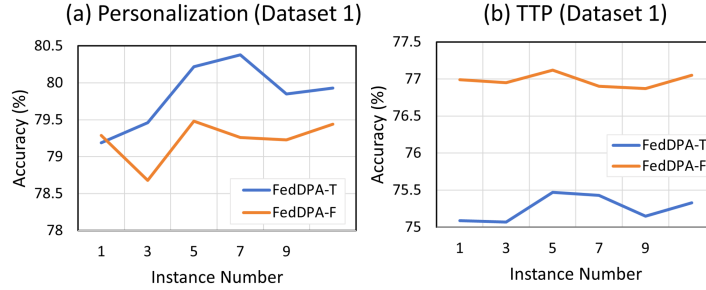 (a) Personalization (Dataset 1)
80.5
80
79.5
79
78.5
78
Accuracy (%)
FedDPA-T
FedDPA-F
1 3 5 7 9
Instance Number
(b) TTP (Dataset 1)
77.5
77
76.5
76
75.5
75
Accuracy (%)
FedDPA-T
FedDPA-F
1 3 5 7 9
Instance Number